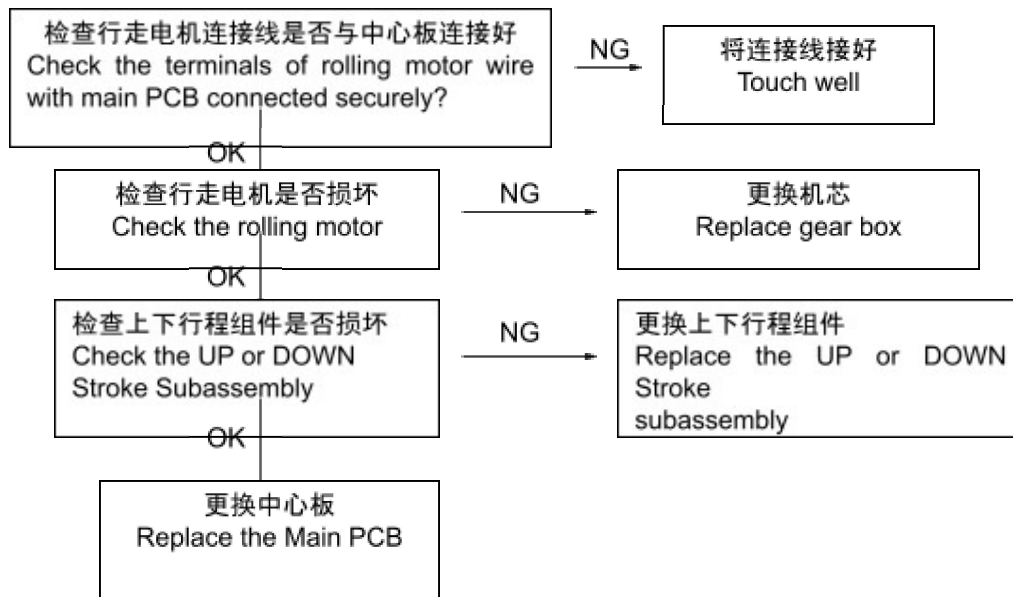 检查行走电机连接线是否与中心板连接好
Check the terminals of rolling motor wire
with main PCB connected securely?
NG
将连接线接好
Touch well
OK
检查行走电机是否损坏
Check the rolling motor
NG
更换机芯
Replace gear box
OK
检查上下行程组件是否损坏
Check the UP or DOWN
Stroke Subassembly
NG
更换上下行程组件
Replace the UP or DOWN
Stroke
subassembly
OK
更换中心板
Replace the Main PCB